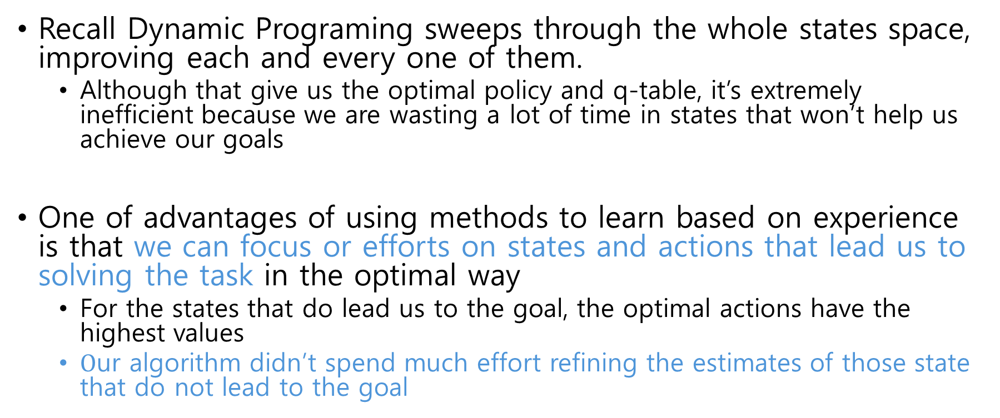 • Recall Dynamic Programing sweeps through the whole states space,
improving each and every one of them.
• Although that give us the optimal policy and q-table, it’s extremely
inefficient because we are wasting a lot of time in states that won’t help us
achieve our goals
• One of advantages of using methods to learn based on experience
is that we can focus or efforts on states and actions that lead us to
solving the task in the optimal way
• For the states that do lead us to the goal, the optimal actions have the
highest values
• Our algorithm didn’t spend much effort refining the estimates of those state
that do not lead to the goal